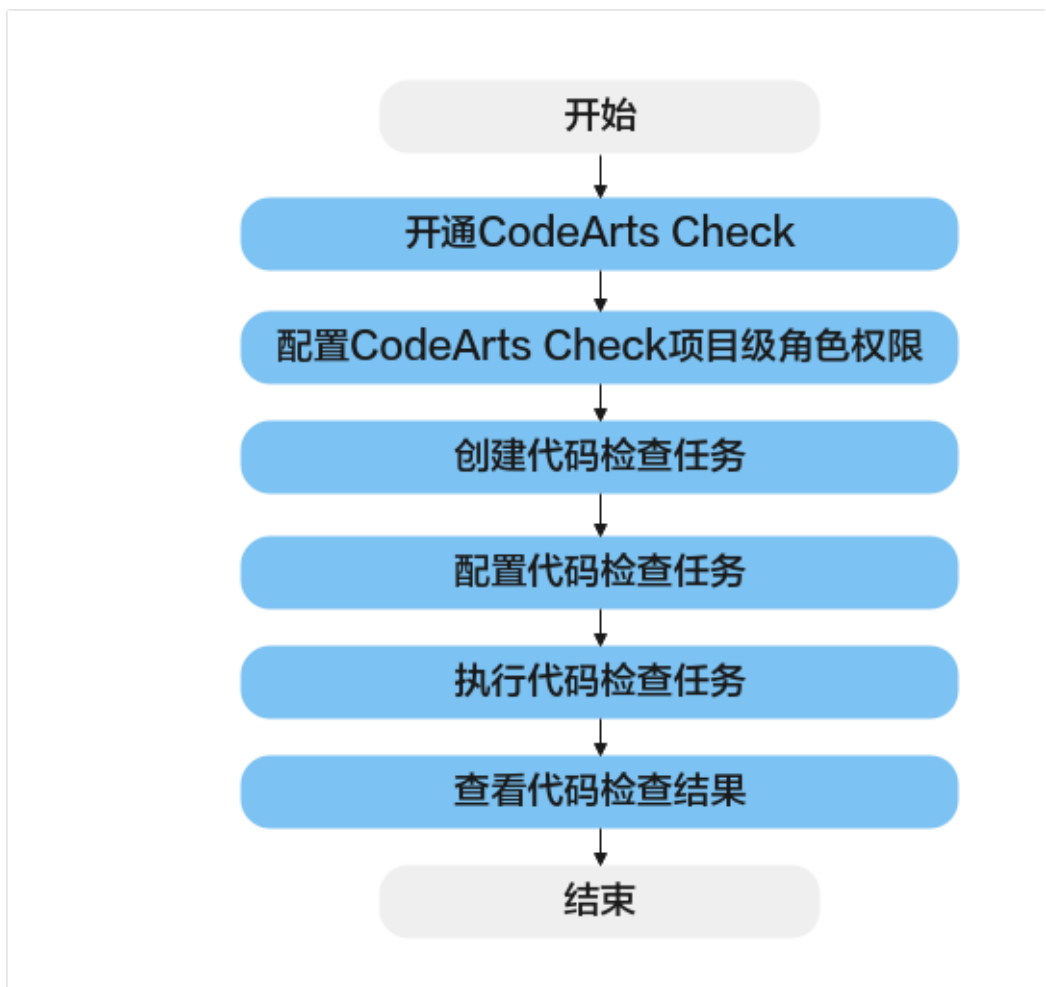 开始
开通CodeArts Check
配置CodeArts Check项目级角色权限
创建代码检查任务
配置代码检查任务
执行代码检查任务
查看代码检查结果
结束